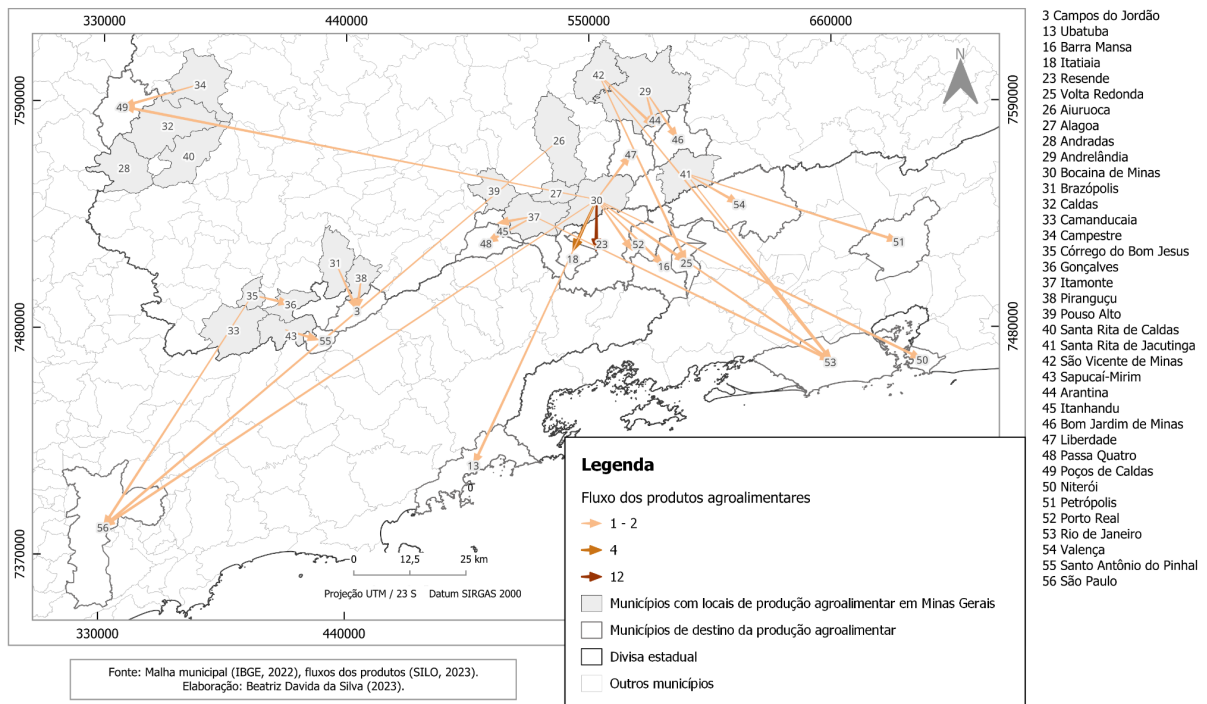 330000
440000
550000
660000
7590000
7480000
7370000
7590000
7480000
N
34
49
32
28
40
42
29
44
46
26
47
41
39
27
30
54
37
45
48
52
23
18
16
25
51
31
38
3
35
36
33
43
55
53
50
13
56
0
12,5
25 km
Projeção UTM / 23 S
Datum SIRGAS 2000
330000
440000
Legenda
Fluxo dos produtos agroalimentares
1 - 2
4
12
Municípios com locais de produção agroalimentar em Minas Gerais
Municípios de destino da produção agroalimentar
Divisa estadual
Outros municípios
Fonte: Malha municipal (IBGE, 2022), fluxos dos produtos (SILO, 2023).
Elaboração: Beatriz Davida da Silva (2023).
3 Campos do Jordão
13 Ubatuba
16 Barra Mansa
18 Itatiaia
23 Resende
25 Volta Redonda
26 Aiuruoca
27 Alagoa
28 Andradas
29 Andrelândia
30 Bocaina de Minas
31 Brazópolis
32 Caldas
33 Camanducaia
34 Campestre
35 Córrego do Bom Jesus
36 Gonçalves
37 Itamonte
38 Piranguçu
39 Pouso Alto
40 Santa Rita de Caldas
41 Santa Rita de Jacutinga
42 São Vicente de Minas
43 Sapucaí-Mirim
44 Arantina
45 Itanhandu
46 Bom Jardim de Minas
47 Liberdade
48 Passa Quatro
49 Poços de Caldas
50 Niterói
51 Petrópolis
52 Porto Real
53 Rio de Janeiro
54 Valença
55 Santo Antônio do Pinhal
56 São Paulo